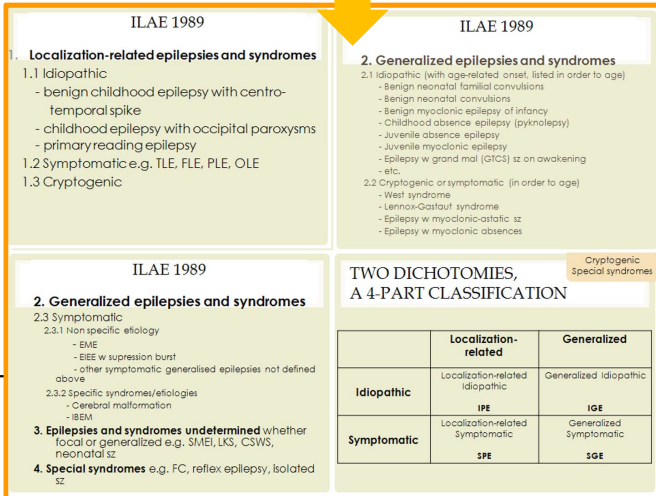 ILAE 1989
1. Localization-related epilepsies and syndromes
1.1 Idiopathic
- benign childhood epilepsy with centro-
temporal spike
- childhood epilepsy with occipital paroxysms
- primary reading epilepsy
1.2 Symptomatic e.g. TLE, FLE, PLE, OLE
1.3 Cryptogenic
ILAE 1989
2. Generalized epilepsies and syndromes
2.1 Idiopathic (with age-related onset, listed in order to age)
- Benign neonatal familial convulsions
- Benign neonatal convulsions
- Benign myoclonic epilepsy of infancy
- Childhood absence epilepsy (pyknolepsy)
- Juvenile absence epilepsy
- Juvenile myoclonic epilepsy
- Epilepsy w grand mal (GTCS) sz on awakening
- etc.
2.2 Cryptogenic or symptomatic (in order to age)
- West syndrome
- Lennox-Gastaut syndrome
- Epilepsy w myoclonic-astatic sz
- Epilepsy w myoclonic absences
ILAE 1989
2. Generalized epilepsies and syndromes
2.3 Symptomatic
2.3.1 Non specific etiology
- EME
- EIEE w supression burst
- other symptomatic generalised epilepsies not defined
above
2.3.2 Specific syndromes/etiologies
- Cerebral malformation
- IBEM
3. Epilepsies and syndromes undetermined whether
focal or generalized e.g. SMEI, LKS, CSWS,
neonatal sz
4. Special syndromes e.g. FC, reflex epilepsy, isolated
sz
Cryptogenic
Special syndromes
TWO DICHOTOMIES,
A 4-PART CLASSIFICATION
Localization-
related
Generalized
Idiopathic
Localization-related
Idiopathic
IPE
Generalized Idiopathic
IGE
Symptomatic
Localization-related
Symptomatic
SPE
Generalized
Symptomatic
SGE